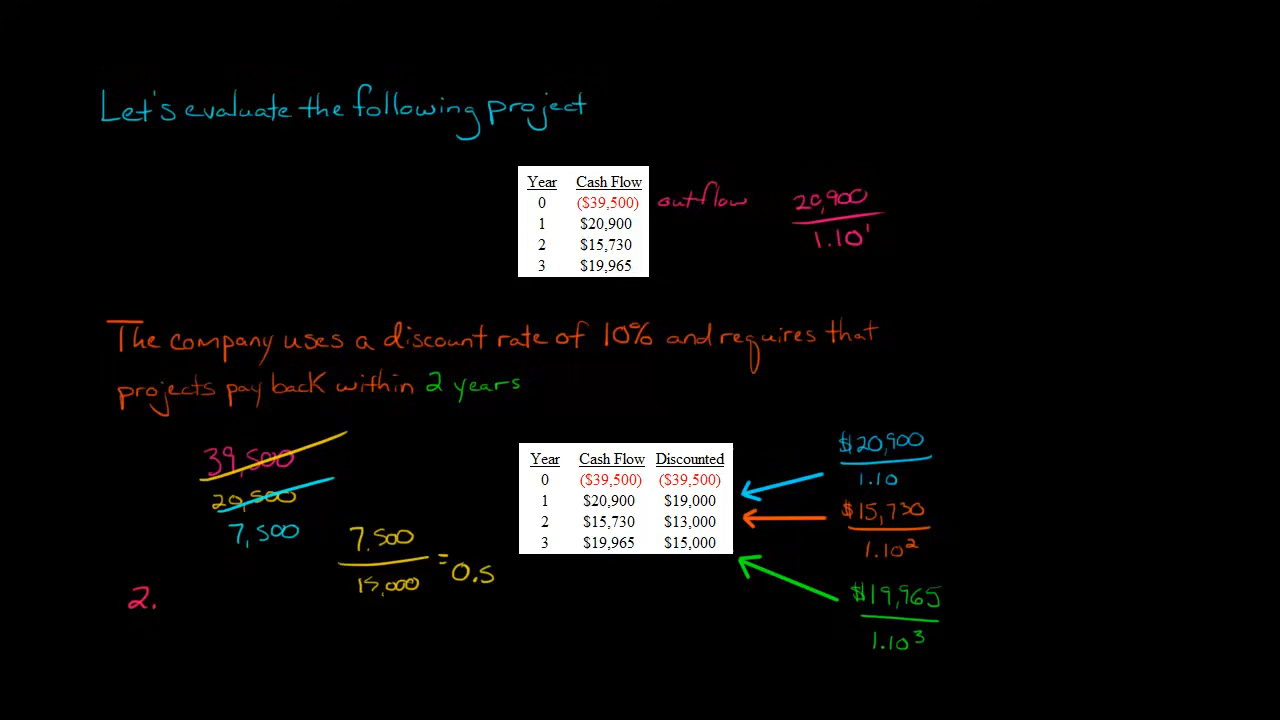 Let's evaluate the following project
Year Cash Flow
0 ($39,500) outflow
1 $20,900
2 $15,730
3 $19,965
20,900
1.10¹
The company uses a discount rate of 10% and requires that
projects pay back within 2 years
39,500
20,500
7,500
7,500
15,000
= 0.5
2.
Year Cash Flow Discounted
0 ($39,500) ($39,500)
1 $20,900 $19,000
2 $15,730 $13,000
3 $19,965 $15,000
$20,900
1.10
$15,730
1.10²
$19,965
1.10³